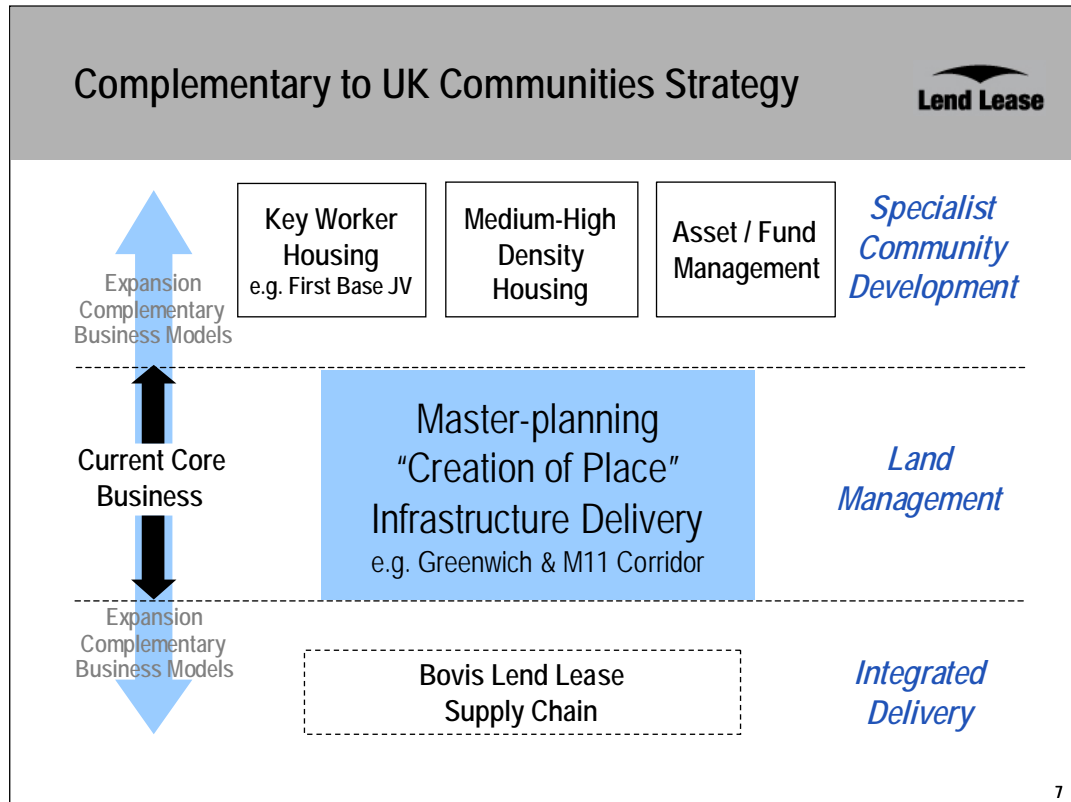 Complementary to UK Communities Strategy
Lend Lease
Key Worker
Housing
e.g. First Base JV
Medium-High
Density
Housing
Asset / Fund
Management
Specialist
Community
Development
Expansion
Complementary
Business Models
Current Core
Business
Master-planning
“Creation of Place”
Infrastructure Delivery
e.g. Greenwich & M11 Corridor
Land
Management
Expansion
Complementary
Business Models
Bovis Lend Lease
Supply Chain
Integrated
Delivery
7